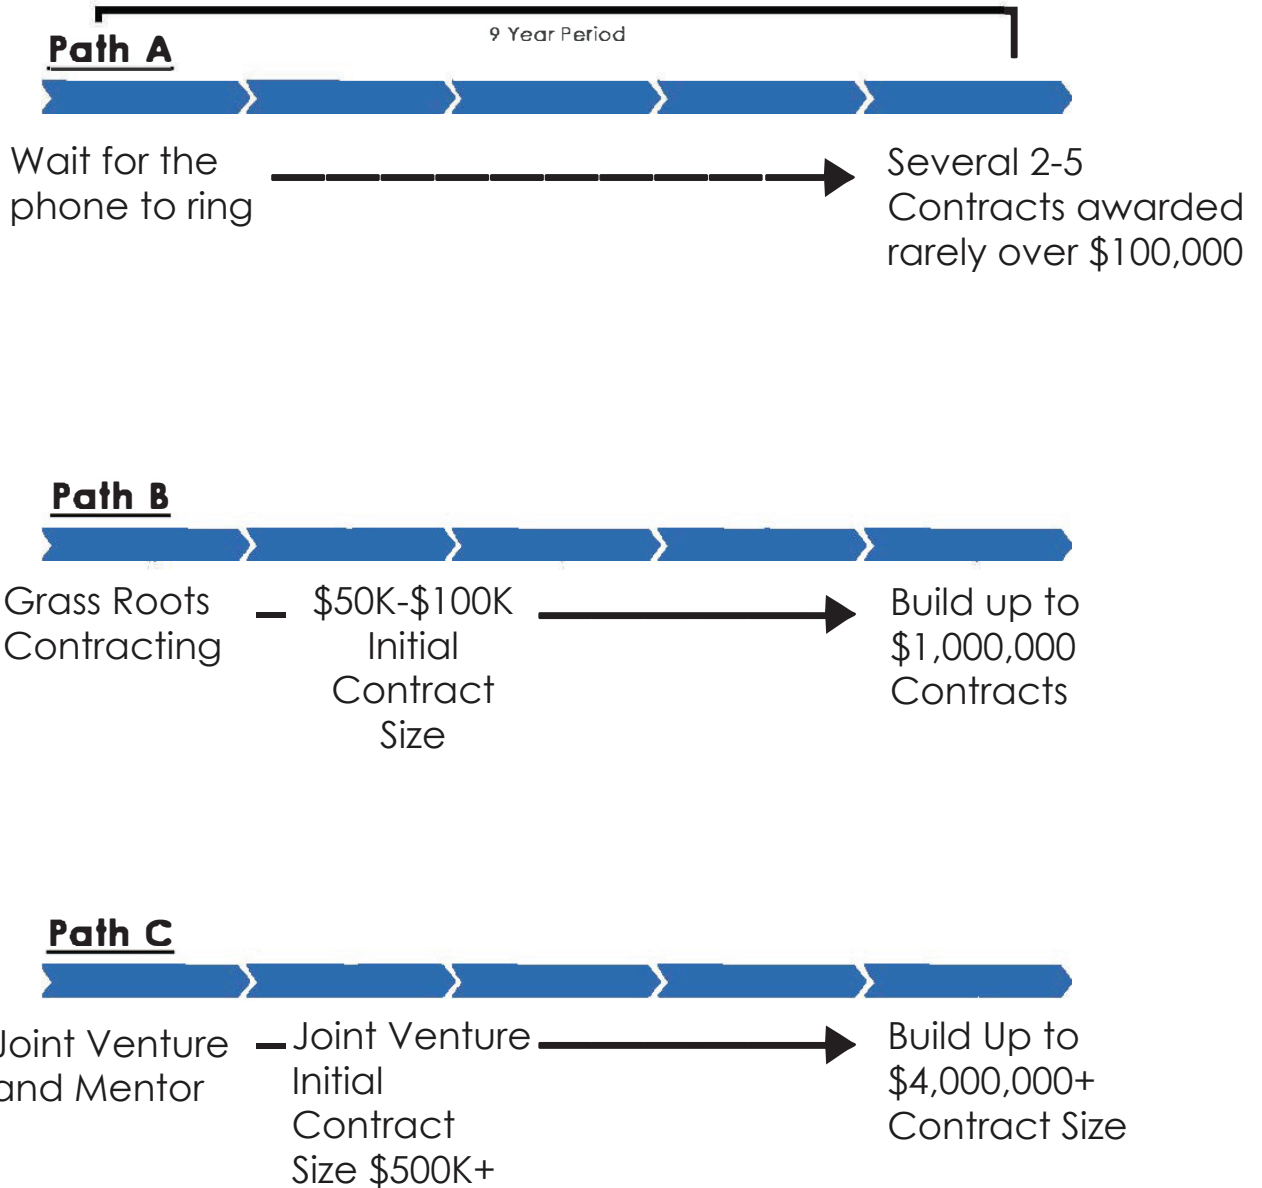 9 Year Period
Path A
Wait for the
phone to ring
Several 2-5
Contracts awarded
rarely over $100,000
Path B
Grass Roots
Contracting
$50K-$100K
Initial
Contract
Size
Build up to
$1,000,000
Contracts
Path C
Joint Venture
and Mentor
Joint Venture
Initial
Contract
Size $500K+
Build Up to
$4,000,000+
Contract Size